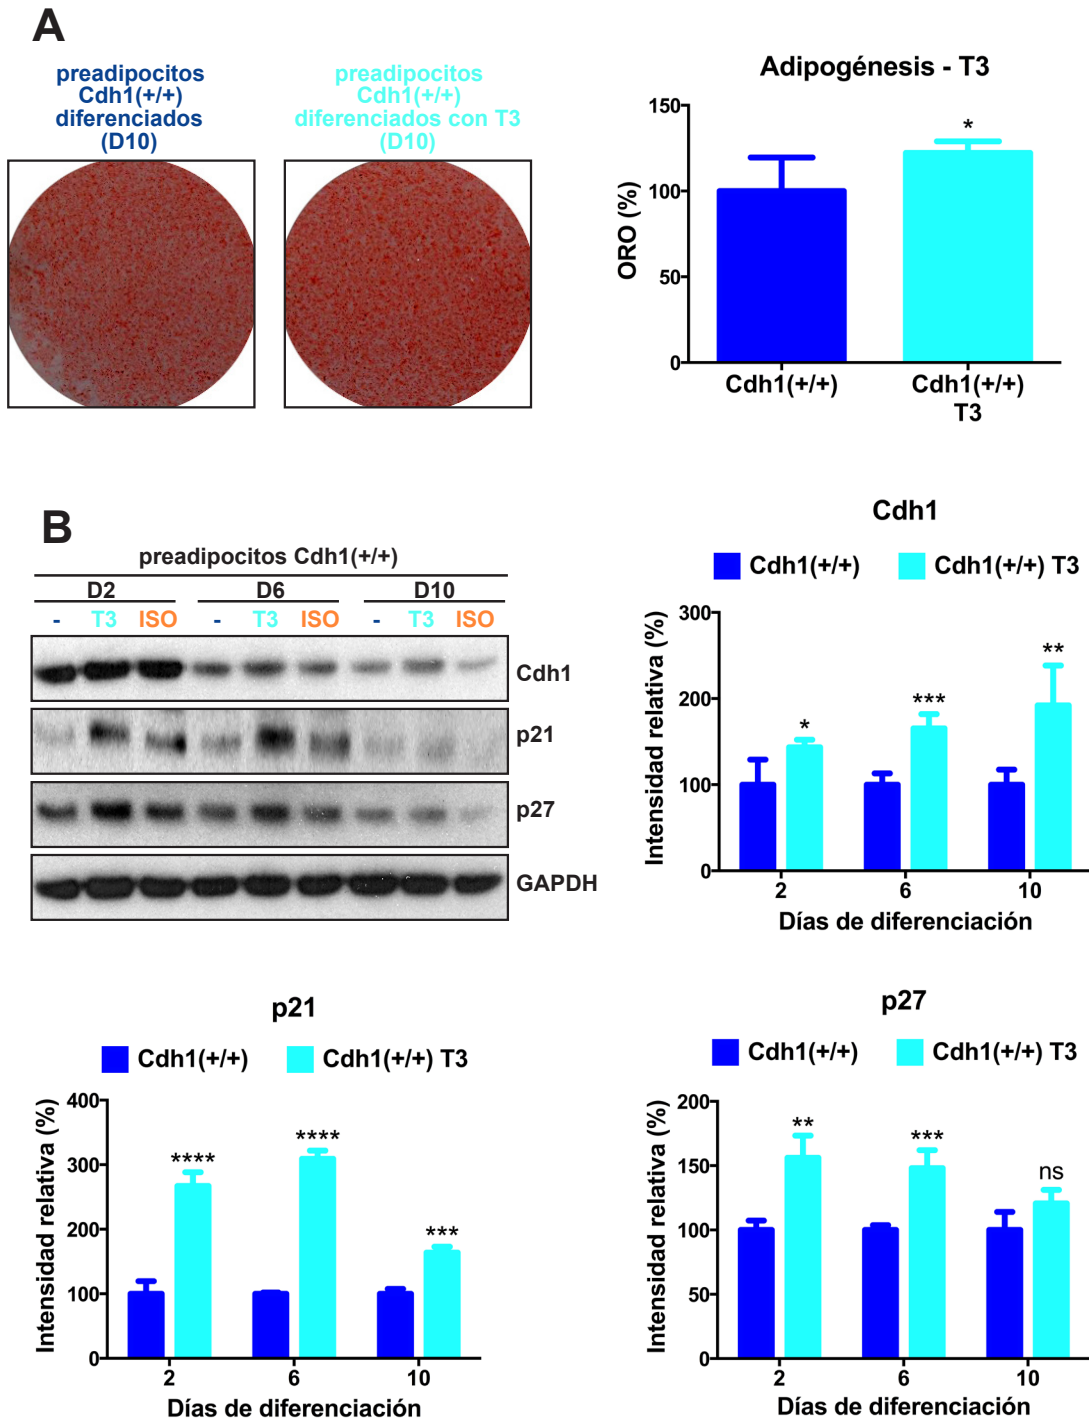 A
preadipocitos
Cdh1(+/+)
diferenciados
(D10)
preadipocitos
Cdh1(+/+)
diferenciados con T3
(D10)
Adipogénesis - T3
ORO (%)
150
100
50
0
*
Cdh1(+/+)
Cdh1(+/+)
T3
B
preadipocitos Cdh1(+/+)
D2 D6 D10
- T3 ISO - T3 ISO - T3 ISO
Cdh1
p21
p27
GAPDH
Cdh1
Cdh1(+/+) Cdh1(+/+) T3
Intensidad relativa (%)
300
200
100
0
* *** **
2 6 10
Días de diferenciación
p21
Cdh1(+/+) Cdh1(+/+) T3
Intensidad relativa (%)
400
300
200
100
0
**** **** ***
2 6 10
Días de diferenciación
p27
Cdh1(+/+) Cdh1(+/+) T3
Intensidad relativa (%)
200
150
100
50
0
** *** ns
2 6 10
Días de diferenciación